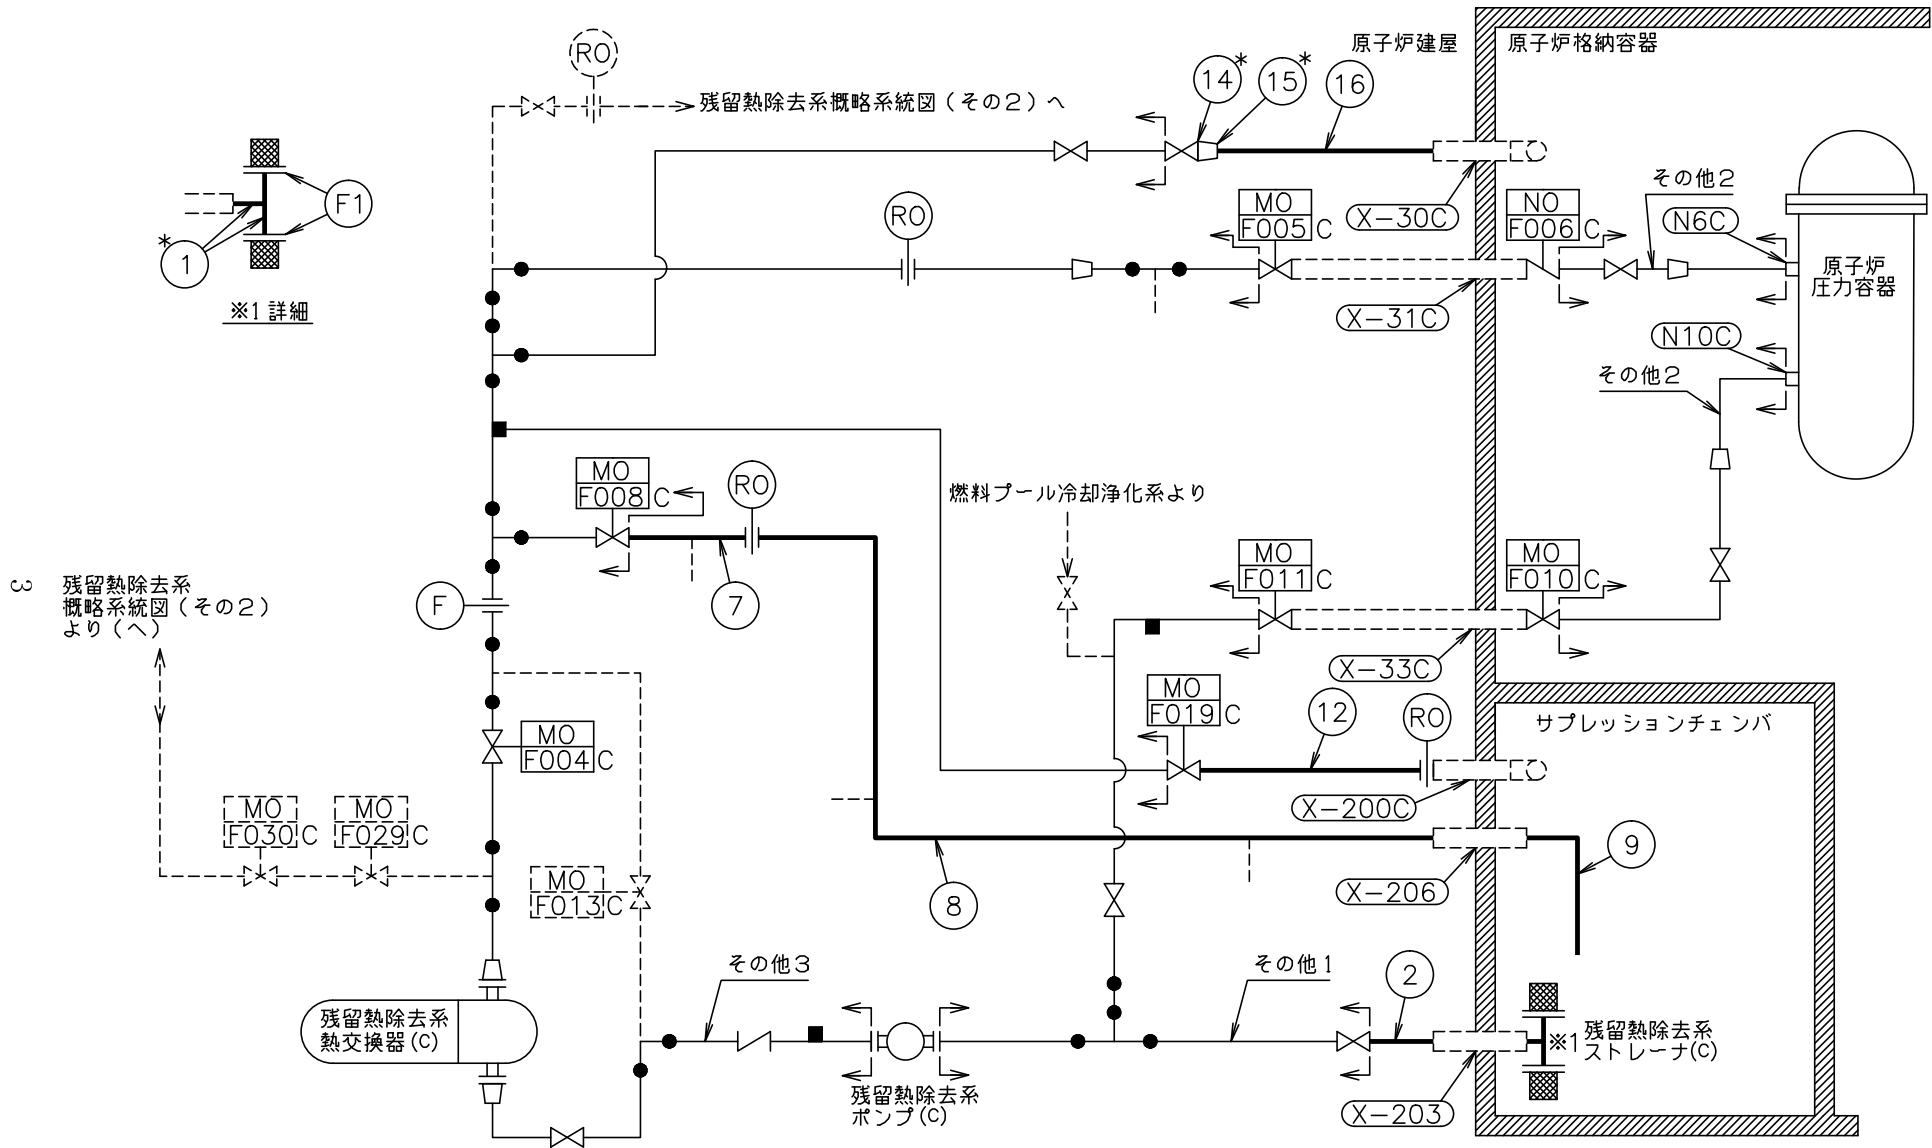 RO
残留熱除去系概略系統図（その２）へ
14*
15*
16
原子炉建屋
原子炉格納容器
F1
*
1
※1 詳細
RO
MO
F005 C
X-30C
NO
F006 C
その他2
N6C
原子炉
圧力容器
X-31C
N10C
その他2
MO
F008 C
RO
燃料プール冷却浄化系より
MO
F011 C
MO
F010 C
3
残留熱除去系
概略系統図（その２）
より（へ）
F
7
X-33C
MO
F019 C
12
RO
サプレッションチェンバ
MO
F004 C
X-200C
MO
F030 C
MO
F029 C
MO
F013 C
8
X-206
9
その他3
その他1
2
残留熱除去系
熱交換器(C)
※1
残留熱除去系
ストレーナ(C)
残留熱除去系
ポンプ(C)
X-203